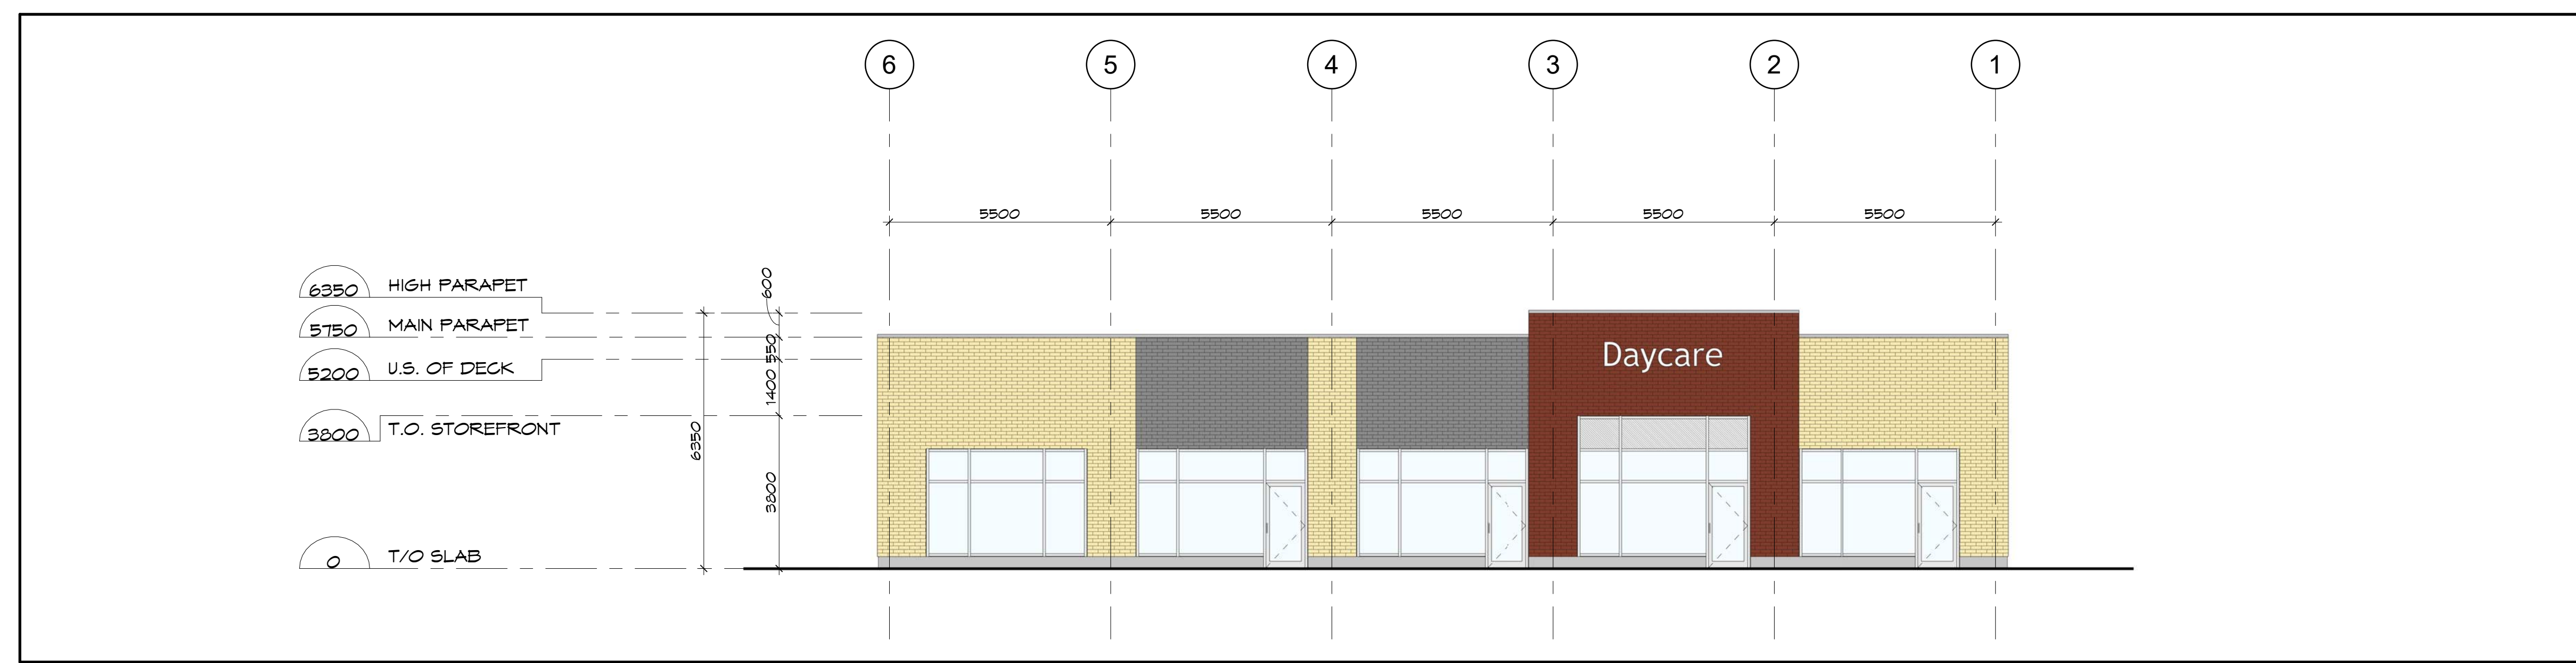 6 5 4 3 2 1
5500 5500 5500 5500 5500
6350 HIGH PARAPET
5750 MAIN PARAPET
5200 U.S. OF DECK
3800 T.O. STOREFRONT
0 T/O SLAB
6350
600
550
1400
3800
Daycare